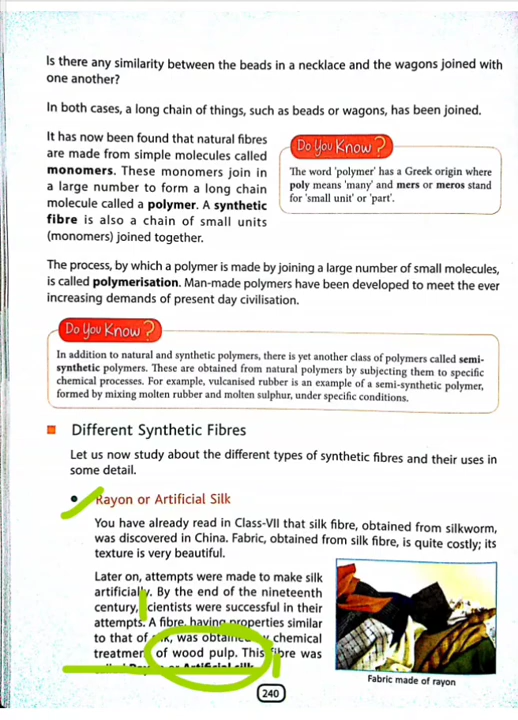 Is there any similarity between the beads in a necklace and the wagons joined with
one another?
In both cases, a long chain of things, such as beads or wagons, has been joined.
It has now been found that natural fibres
are made from simple molecules called
monomers. These monomers join in
a large number to form a long chain
molecule called a polymer. A synthetic
fibre is also a chain of small units
(monomers) joined together.
Do You Know ?
The word 'polymer' has a Greek origin where
poly means 'many' and mers or meros stand
for 'small unit' or 'part'.
The process, by which a polymer is made by joining a large number of small molecules,
is called polymerisation. Man-made polymers have been developed to meet the ever
increasing demands of present day civilisation.
Do You Know ?
In addition to natural and synthetic polymers, there is yet another class of polymers called semi-
synthetic polymers. These are obtained from natural polymers by subjecting them to specific
chemical processes. For example, vulcanised rubber is an example of a semi-synthetic polymer,
formed by mixing molten rubber and molten sulphur, under specific conditions.
Different Synthetic Fibres
Let us now study about the different types of synthetic fibres and their uses in
some detail.
• Rayon or Artificial Silk
You have already read in Class-VII that silk fibre, obtained from silkworm,
was discovered in China. Fabric, obtained from silk fibre, is quite costly; its
texture is very beautiful.
Later on, attempts were made to make silk
artificially. By the end of the nineteenth
century, scientists were successful in their
attempts. A fibre, having properties similar
to that of silk, was obtained by chemical
treatment of wood pulp. This fibre was
Artificial silk
Fabric made of rayon
240